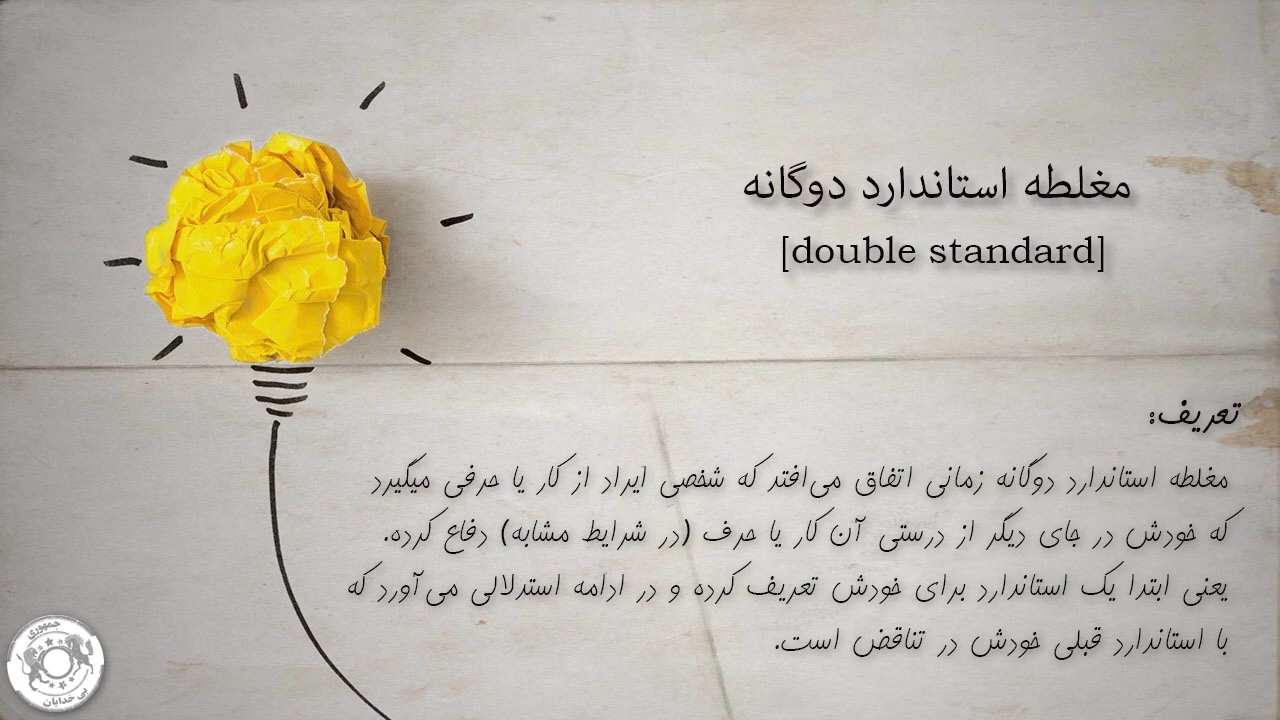 مغلطه استاندارد دوگانه
[double standard]
تعریف:
مغلطه استاندارد دوگانه زمانی اتفاق می‌افتد که شخصی ایراد از کار یا حرفی میگیرد
که خودش در جای دیگر از درستی آن کار یا حرف (در شرایط مشابه) دفاع کرده.
یعنی ابتدا یک استاندارد برای خودش تعریف کرده و در ادامه استدلالی می‌آورد که
با استاندارد قبلی خودش در تناقض است.
جمهوری
بی خدایان